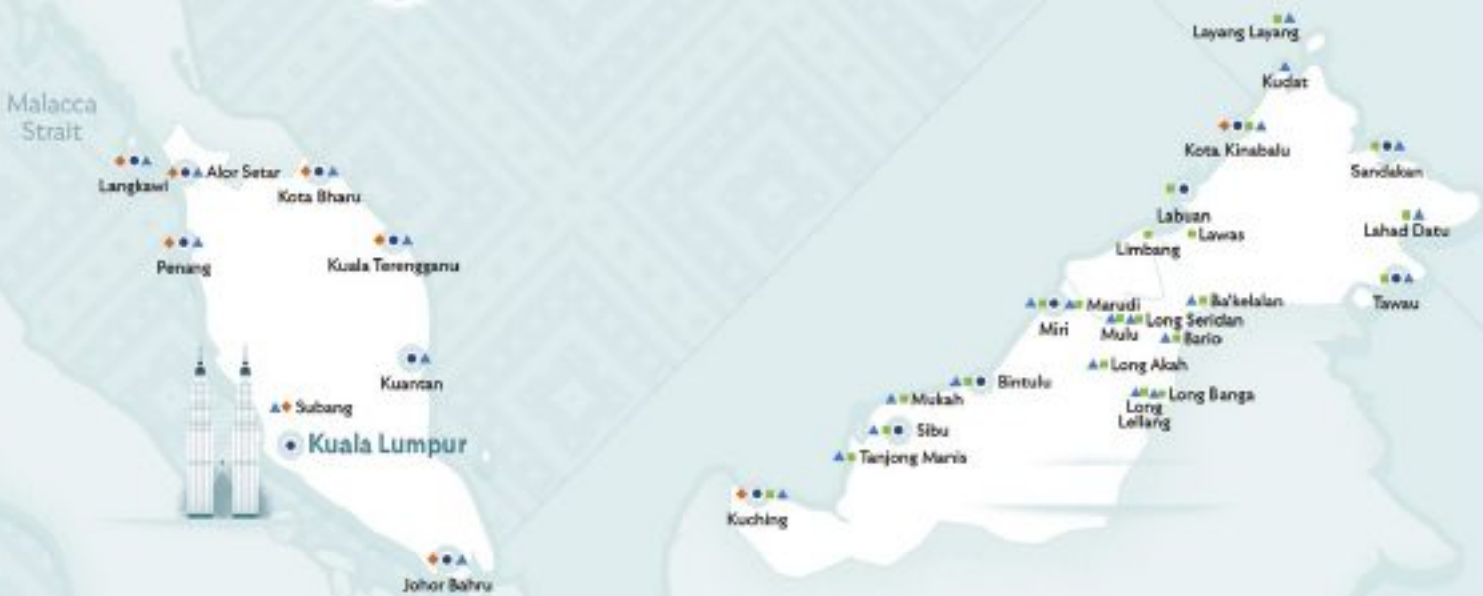 Malacca
Strait
Langkawi
Alor Setar
Kota Bharu
Penang
Kuala Terengganu
Kuantan
Subang
Kuala Lumpur
Johor Bahru
Layang Layang
Kudat
Kota Kinabalu
Sandakan
Labuan
Lahad Datu
Limbang
Lawas
Tawau
Ba'kelalan
Miri
Marudi
Mulu
Long Seridan
Bario
Long Akah
Bintulu
Mukah
Long
Lellang
Long Banga
Sibu
Tanjong Manis
Kuching